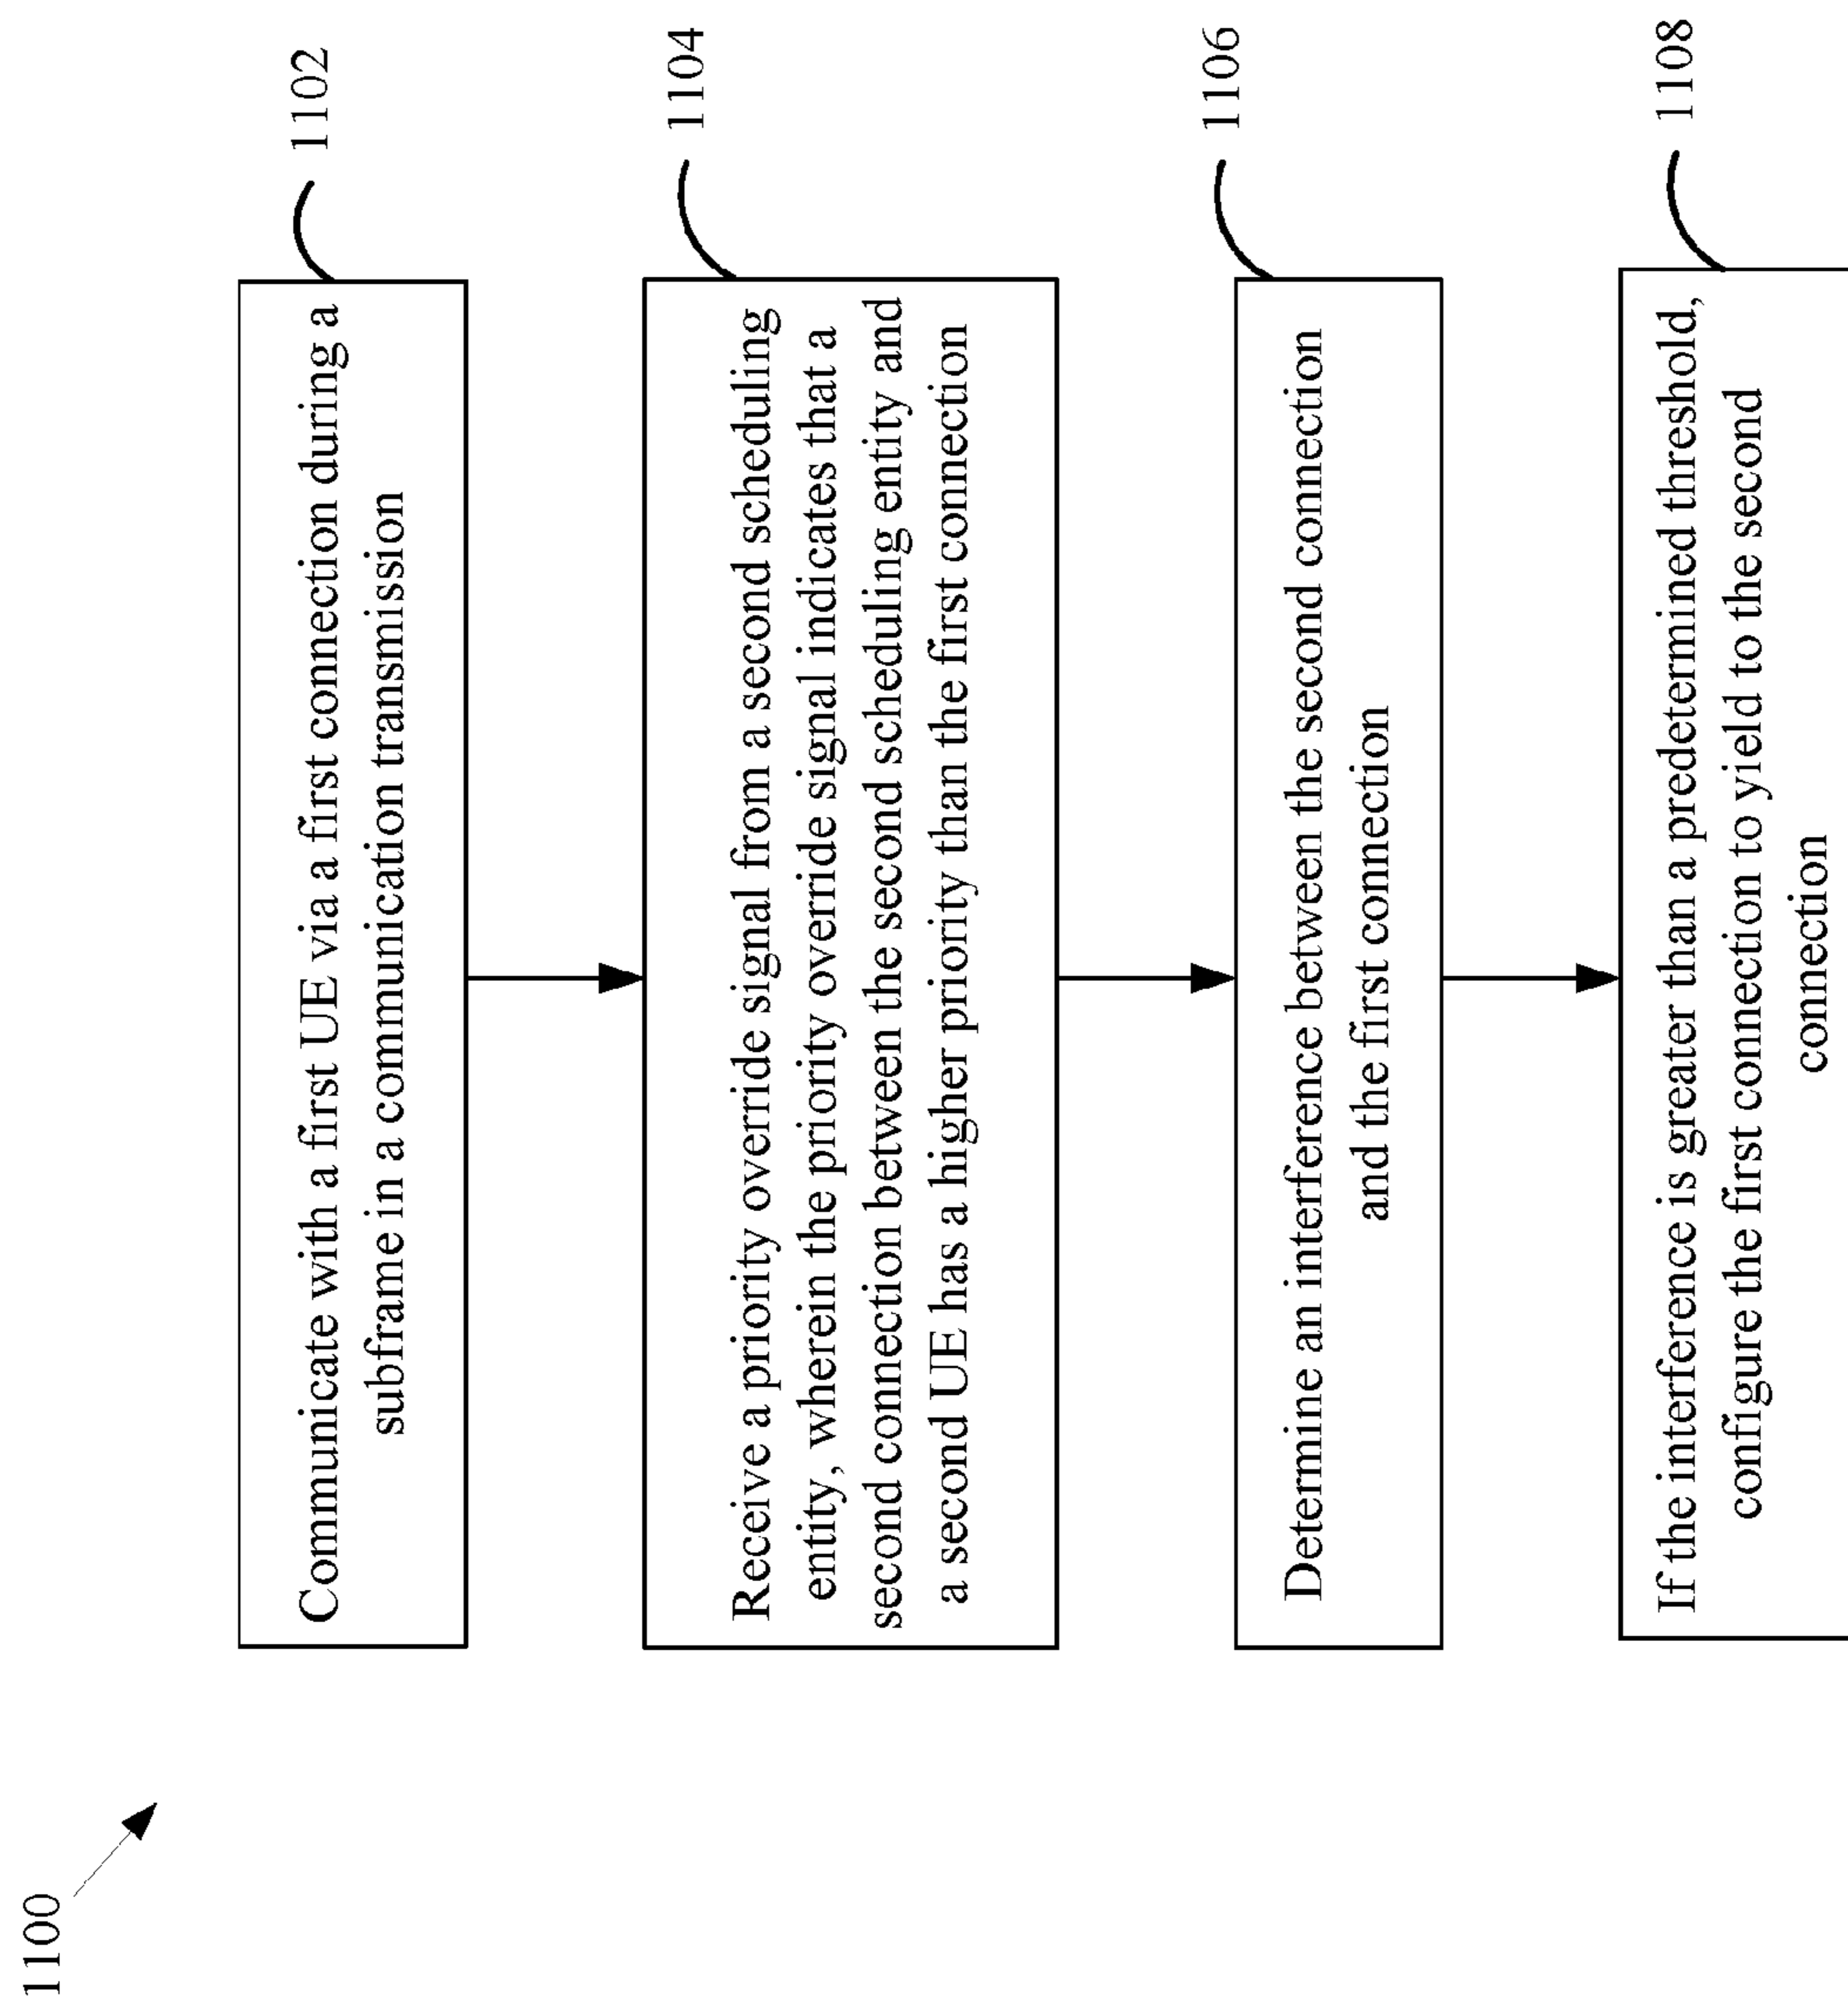 1100
Communicate with a first UE via a first connection during a
subframe in a communication transmission
1102
Receive a priority override signal from a second scheduling
entity, wherein the priority override signal indicates that a
second connection between the second scheduling entity and
a second UE has a higher priority than the first connection
1104
Determine an interference between the second connection
and the first connection
1106
If the interference is greater than a predetermined threshold,
configure the first connection to yield to the second
connection
1108